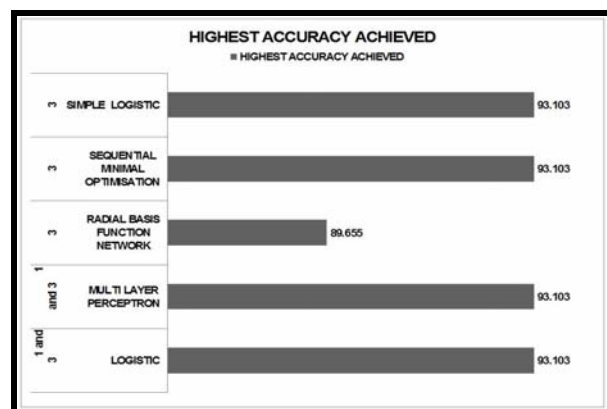 HIGHEST ACCURACY ACHIEVED
HIGHEST ACCURACY ACHIEVED
3 SIMPLE LOGISTIC 93.103
3 SEQUENTIAL
MINIMAL
OPTIMISATION 93.103
3 RADIAL BASIS
FUNCTION
NETWORK 89.655
1
and 3 MULTI LAYER
PERCEPTRON 93.103
1 and
3 LOGISTIC 93.103